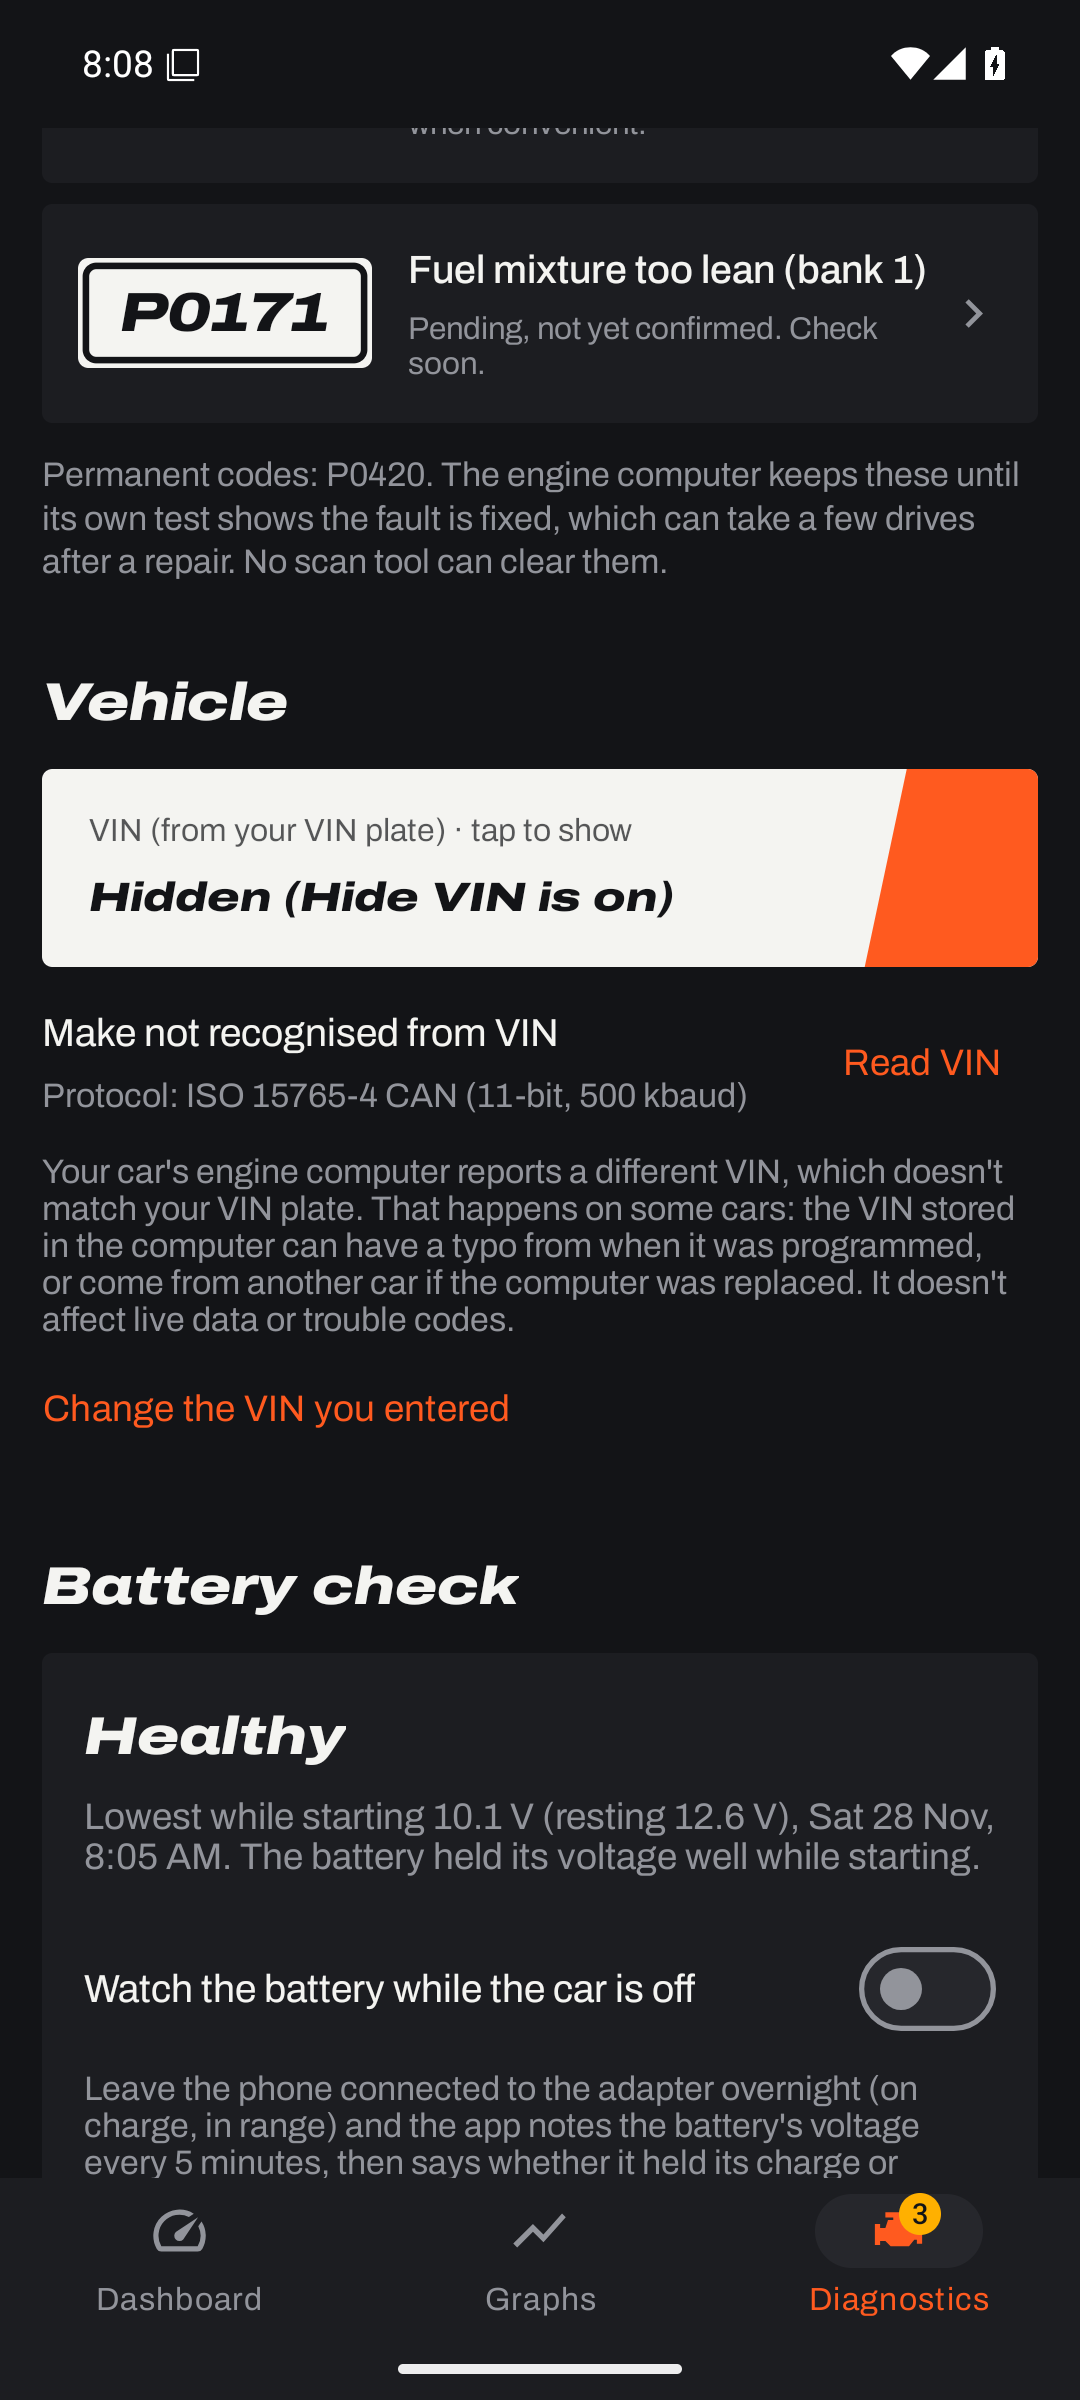 8:08
when convenient.
P0171
Fuel mixture too lean (bank 1)
Pending, not yet confirmed. Check
soon.
Permanent codes: P0420. The engine computer keeps these until
its own test shows the fault is fixed, which can take a few drives
after a repair. No scan tool can clear them.
Vehicle
VIN (from your VIN plate) · tap to show
Hidden (Hide VIN is on)
Make not recognised from VIN
Read VIN
Protocol: ISO 15765-4 CAN (11-bit, 500 kbaud)
Your car's engine computer reports a different VIN, which doesn't
match your VIN plate. That happens on some cars: the VIN stored
in the computer can have a typo from when it was programmed,
or come from another car if the computer was replaced. It doesn't
affect live data or trouble codes.
Change the VIN you entered
Battery check
Healthy
Lowest while starting 10.1 V (resting 12.6 V), Sat 28 Nov,
8:05 AM. The battery held its voltage well while starting.
Watch the battery while the car is off
Leave the phone connected to the adapter overnight (on
charge, in range) and the app notes the battery's voltage
every 5 minutes, then says whether it held its charge or
3
Dashboard
Graphs
Diagnostics